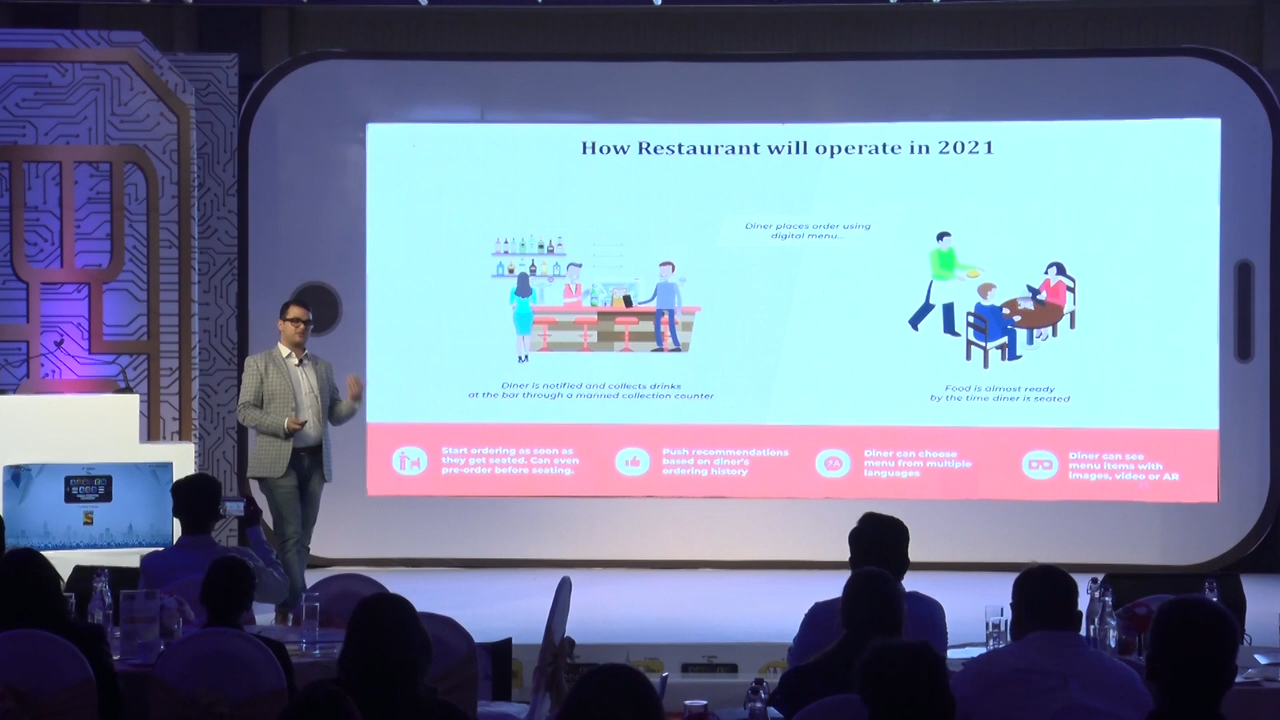 How Restaurant will operate in 2021
Diner places order using
digital menu...
Diner is notified and collects drinks
at the bar through a manned collection counter
Food is almost ready
by the time diner is seated
Start ordering as soon as
they get seated. Can even
pre-order before seating.
Push recommendations
based on diner's
ordering history
Diner can choose
menu from multiple
languages
Diner can see
menu items with
images, video or AR